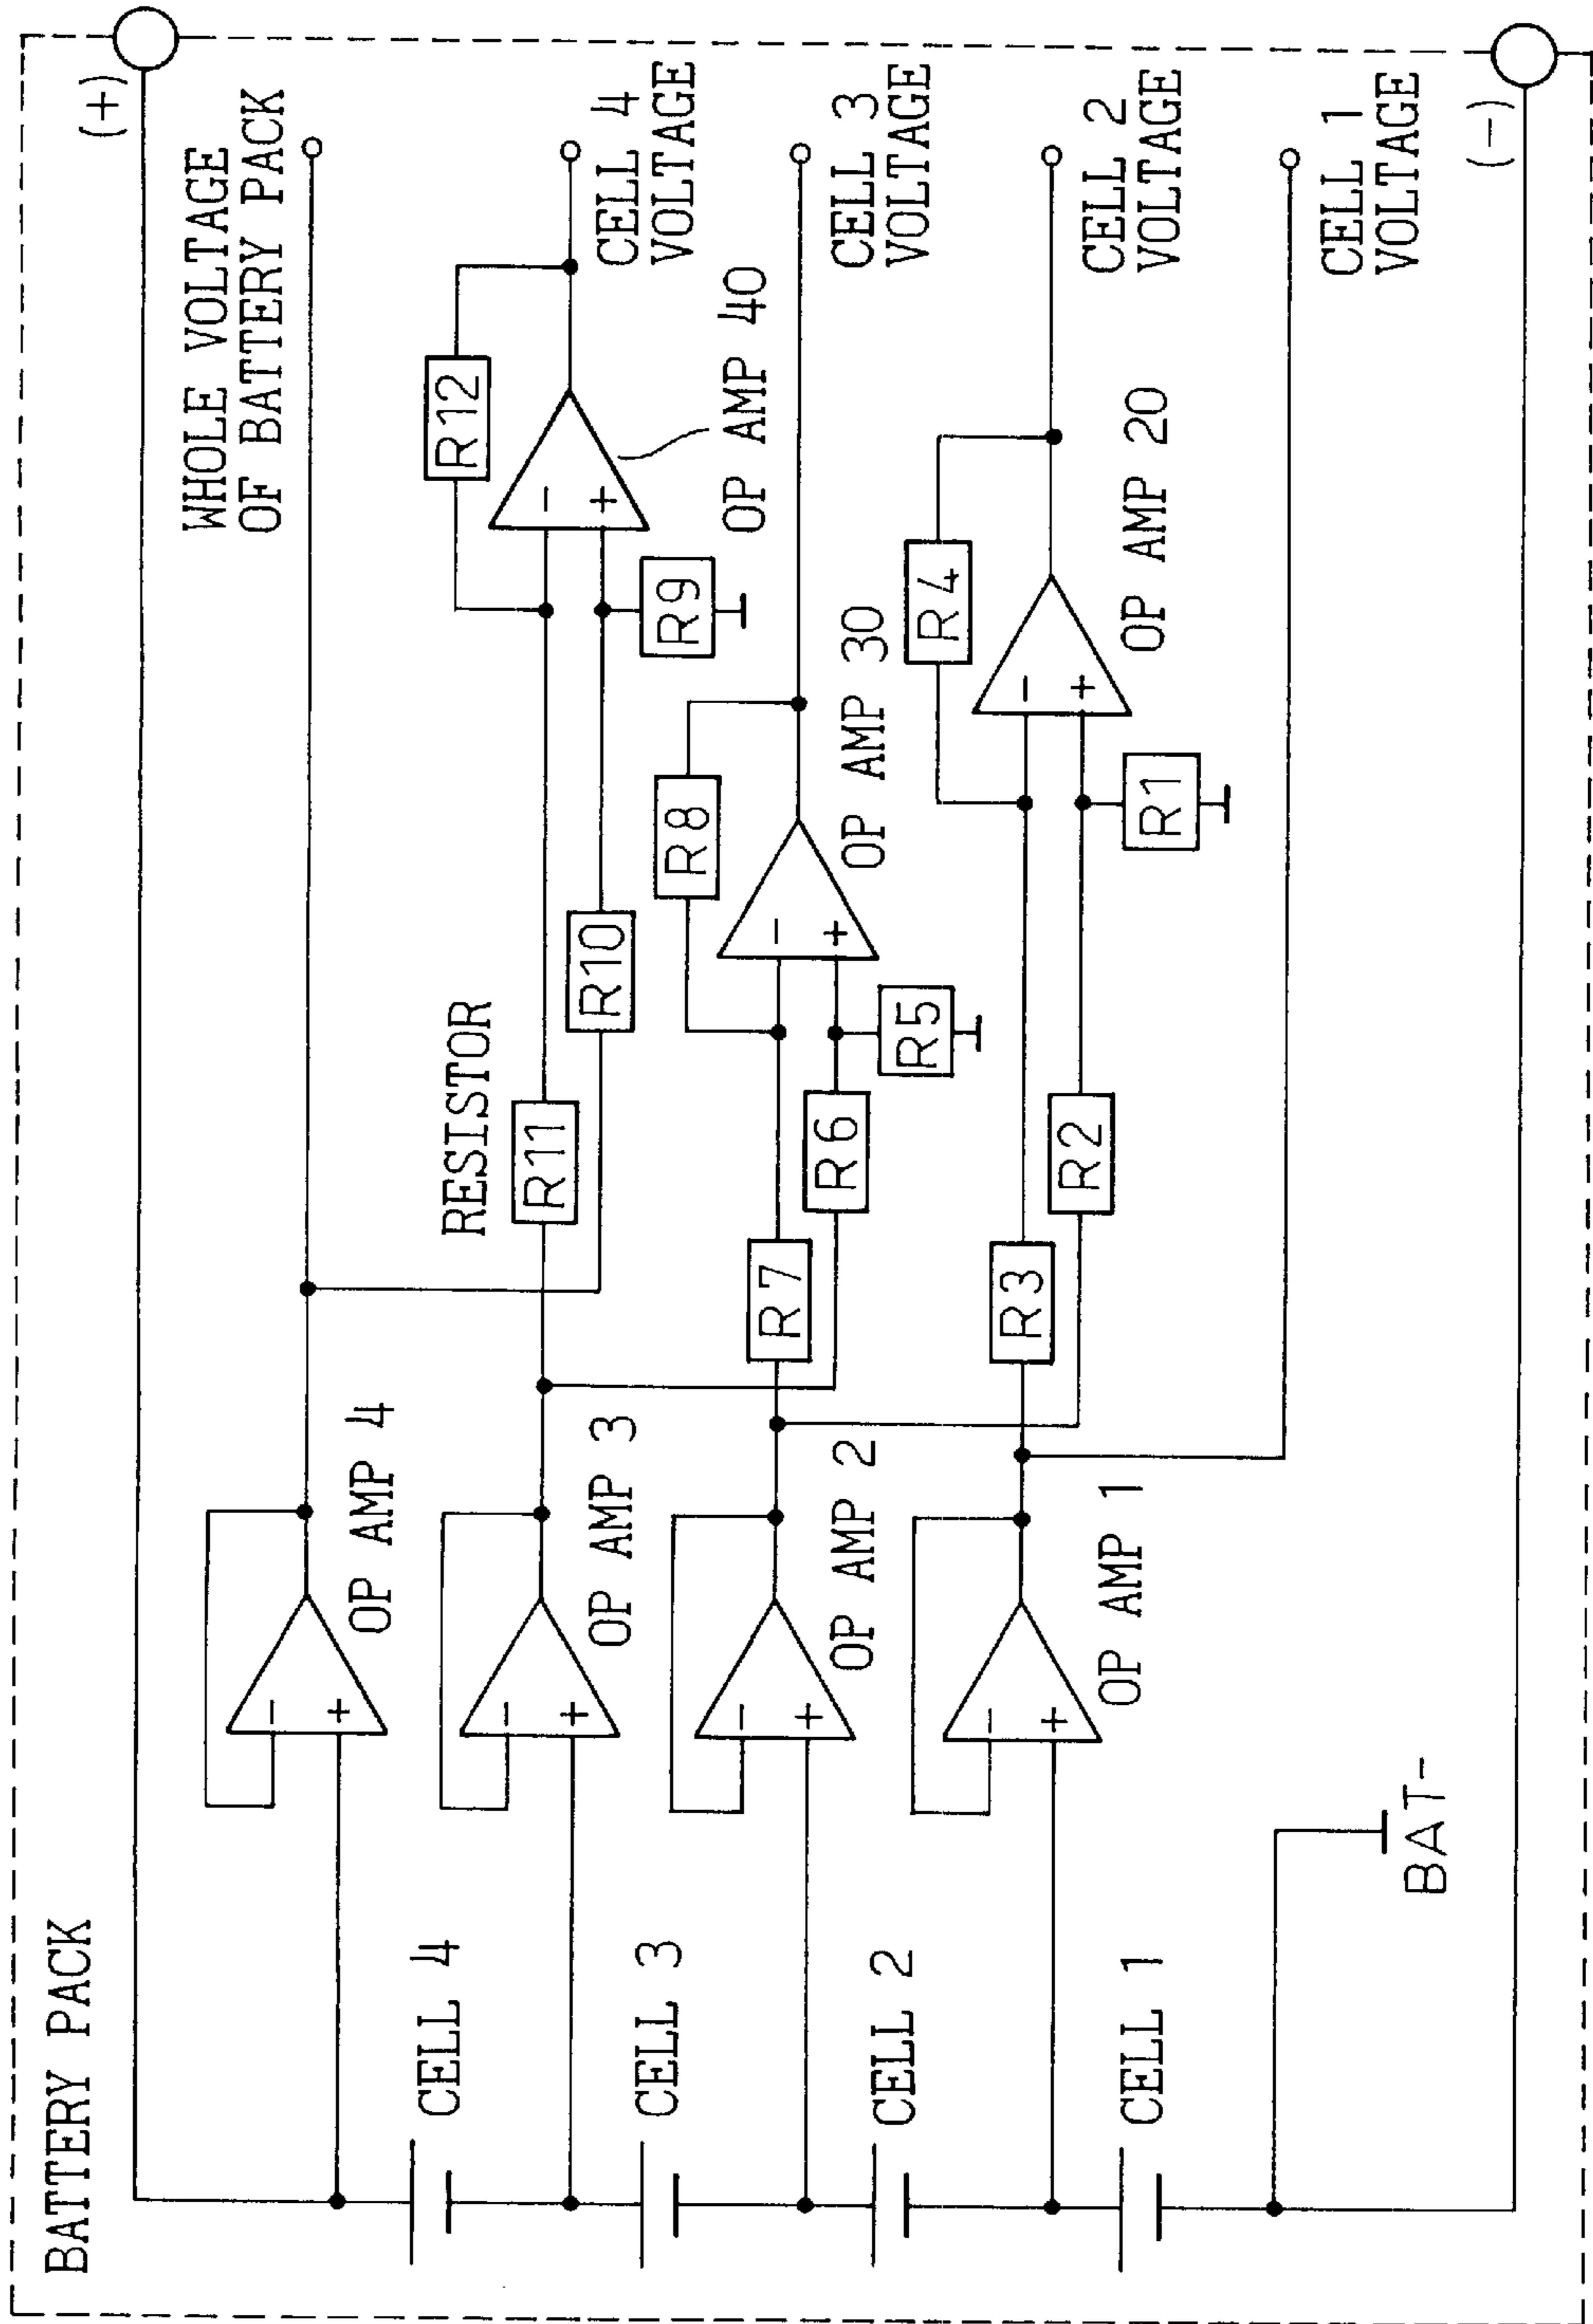 BATTERY PACK
(+)
WHOLE VOLTAGE
OF BATTERY PACK
OP AMP 4
CELL 4
R12
-
+
CELL 4
VOLTAGE
RESISTOR
R11
R10
R9
OP AMP 40
OP AMP 3
CELL 3
R8
-
+
CELL 3
VOLTAGE
R7
R6
R5
OP AMP 30
OP AMP 2
CELL 2
R4
-
+
CELL 2
VOLTAGE
R3
R2
R1
OP AMP 20
OP AMP 1
CELL 1
CELL 1
VOLTAGE
-
+
-
+
-
+
-
+
BAT-
(-)